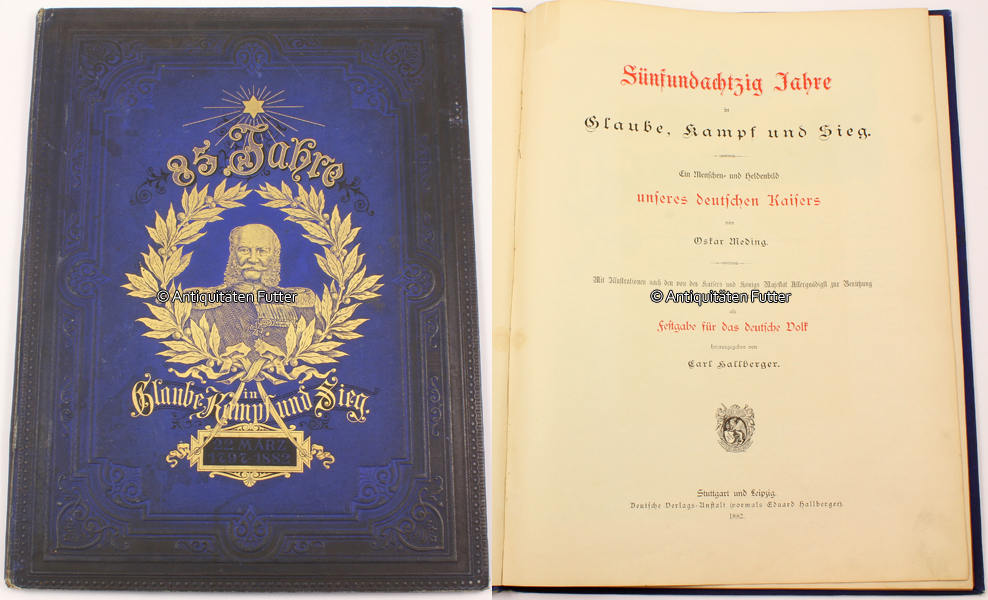 85 Jahre
in
Glaube, Kampf und Sieg.
22. MÄRZ
1797-1882
© Antiquitäten Futter
Fünfundachtzig Jahre
in
Glaube, Kampf und Sieg.
Ein Menschen- und Heldenbild
unseres deutschen Kaisers
von
Oskar Meding.
Mit Illustrationen nach den von des Kaisers und Königs Majestät Allergnädigst zur Benutzung
© Antiquitäten Futter
als
Festgabe für das deutsche Volk
herausgegeben von
Carl Hallberger.
Stuttgart und Leipzig.
Deutsche Verlags-Anstalt (vormals Eduard Hallberger).
1882.